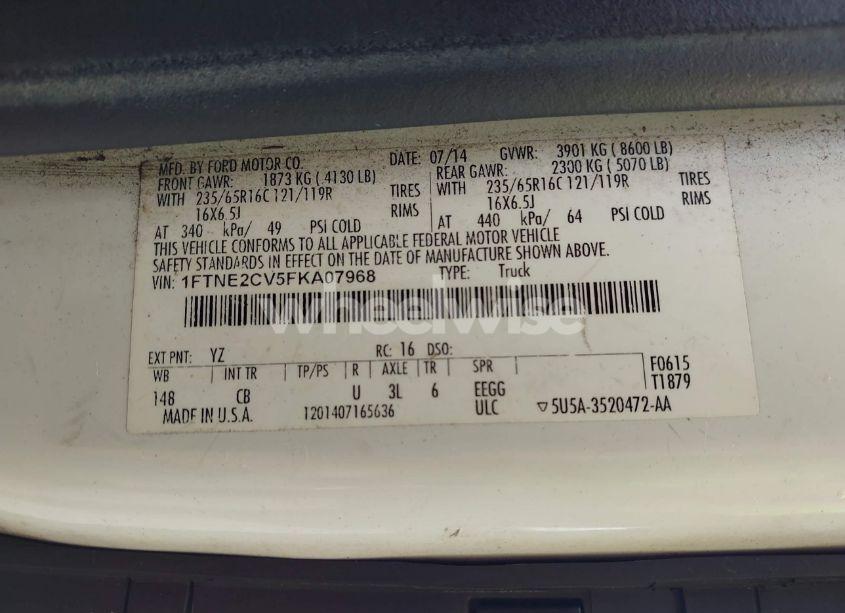 MFD. BY FORD MOTOR CO. DATE: 07/14 GVWR: 3901 KG ( 8600 LB)
FRONT GAWR: 1873 KG ( 4130 LB) REAR GAWR: 2300 KG ( 5070 LB)
WITH 235/65R16C 121/119R TIRES WITH 235/65R16C 121/119R TIRES
16X6.5J RIMS 16X6.5J RIMS
AT 340 kPa/ 49 PSI COLD AT 440 kPa/ 64 PSI COLD
THIS VEHICLE CONFORMS TO ALL APPLICABLE FEDERAL MOTOR VEHICLE
SAFETY STANDARDS IN EFFECT ON THE DATE OF MANUFACTURE SHOWN ABOVE.
VIN: 1FTNE2CV5FKA07968 TYPE: Truck
wheelwise
EXT PNT: YZ RC: 16 DSO:
WB INT TR TP/PS R AXLE TR SPR F0615
148 CB U 3L 6 EEGG T1879
MADE IN U.S.A. 1201407165636 ULC ▽5U5A-3520472-AA